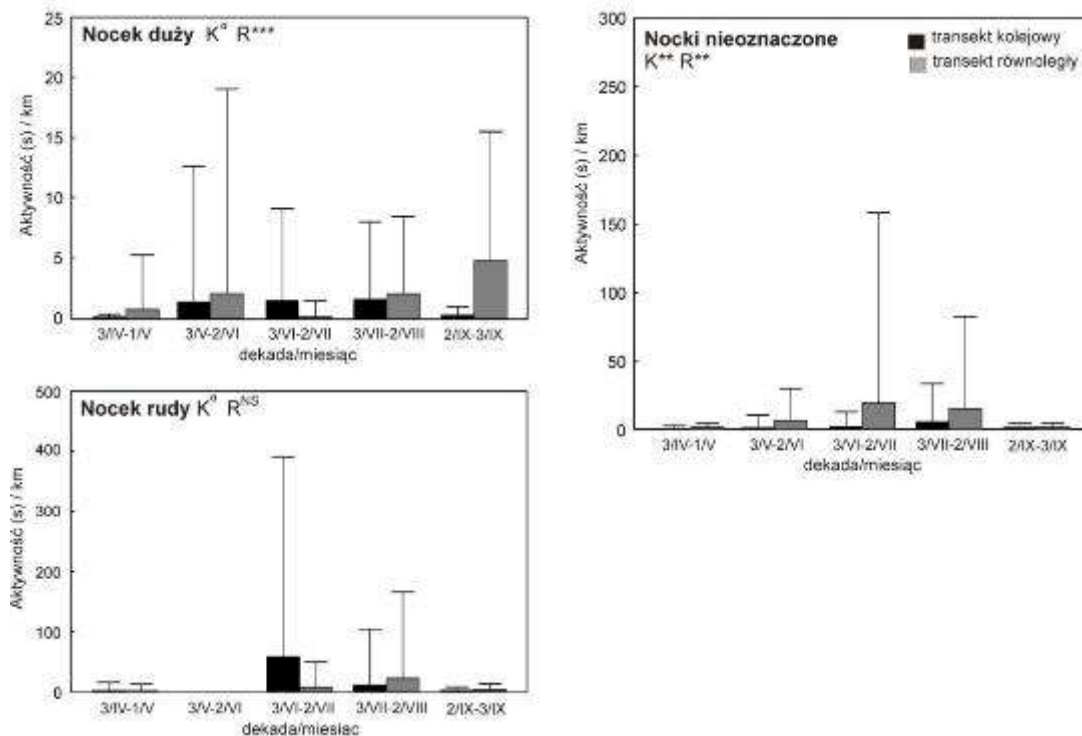 Nocek duży Kᵅ R***
Aktywność (s) / km
25
20
15
10
5
0
3/IV-1/V 3/V-2/VI 3/VI-2/VII 3/VII-2/VIII 2/IX-3/IX
dekada/miesiąc
Nocki nieoznaczone
K** R**
transekt kolejowy
transekt równoległy
Aktywność (s) / km
300
250
200
150
100
50
0
3/IV-1/V 3/V-2/VI 3/VI-2/VII 3/VII-2/VIII 2/IX-3/IX
dekada/miesiąc
Nocek rudy Kᵅ Rᴺˢ
Aktywność (s) / km
500
400
300
200
100
0
3/IV-1/V 3/V-2/VI 3/VI-2/VII 3/VII-2/VIII 2/IX-3/IX
dekada/miesiąc